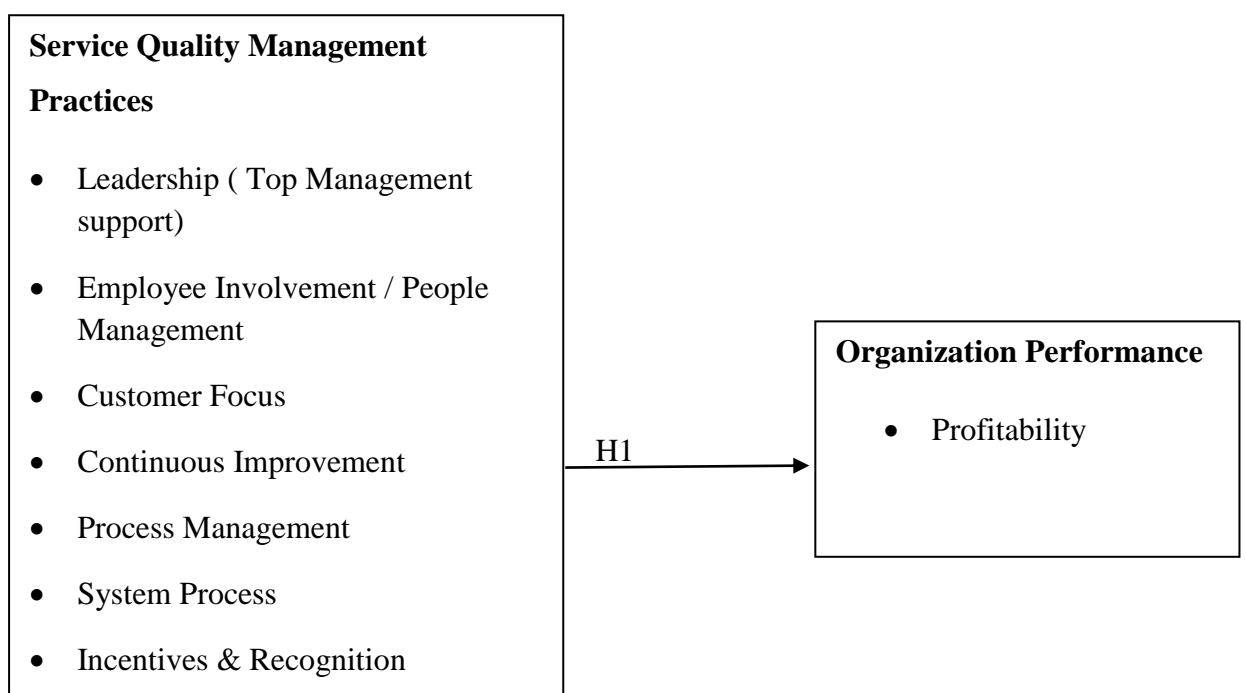 Service Quality Management
Practices
• Leadership ( Top Management
support)
• Employee Involvement / People
Management
• Customer Focus
• Continuous Improvement
• Process Management
• System Process
• Incentives & Recognition
H1
Organization Performance
• Profitability